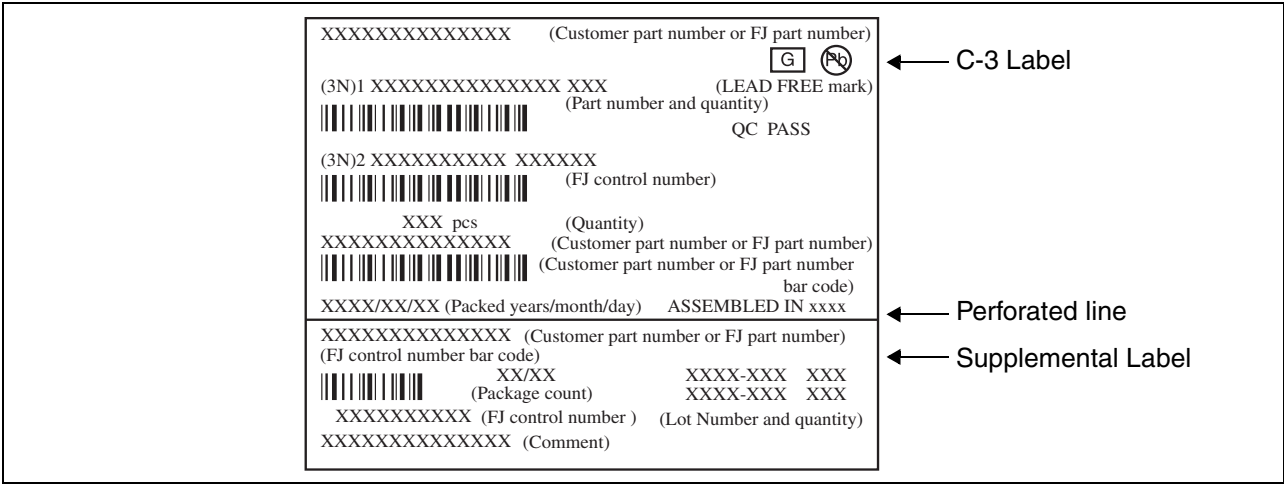 XXXXXXXXXXXXXX (Customer part number or FJ part number)
G Pb
C-3 Label
(3N)1 XXXXXXXXXXXXXX XXX (LEAD FREE mark)
(Part number and quantity)
QC PASS
(3N)2 XXXXXXXXXX XXXXXX
(FJ control number)
XXX pcs (Quantity)
XXXXXXXXXXXXXX (Customer part number or FJ part number)
(Customer part number or FJ part number
bar code)
XXXX/XX/XX (Packed years/month/day) ASSEMBLED IN xxxx
Perforated line
XXXXXXXXXXXXXX (Customer part number or FJ part number)
(FJ control number bar code)
Supplemental Label
XX/XX XXXX-XXX XXX
(Package count) XXXX-XXX XXX
XXXXXXXXXX (FJ control number ) (Lot Number and quantity)
XXXXXXXXXXXXXX (Comment)